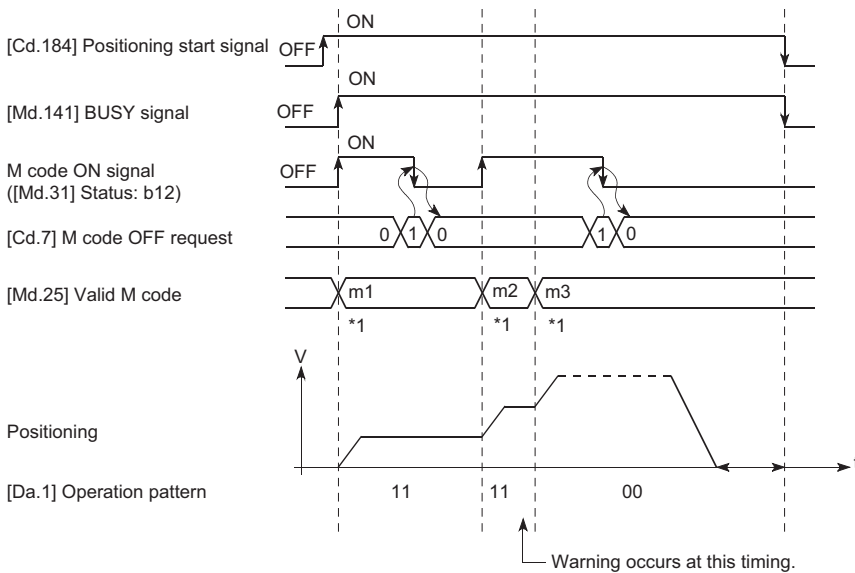 ON
[Cd.184] Positioning start signal OFF
ON
[Md.141] BUSY signal OFF
ON
M code ON signal OFF
([Md.31] Status: b12)
[Cd.7] M code OFF request 0 1 0 1 0
[Md.25] Valid M code m1 m2 m3
*1 *1 *1
V
Positioning
[Da.1] Operation pattern 11 11 00
Warning occurs at this timing.